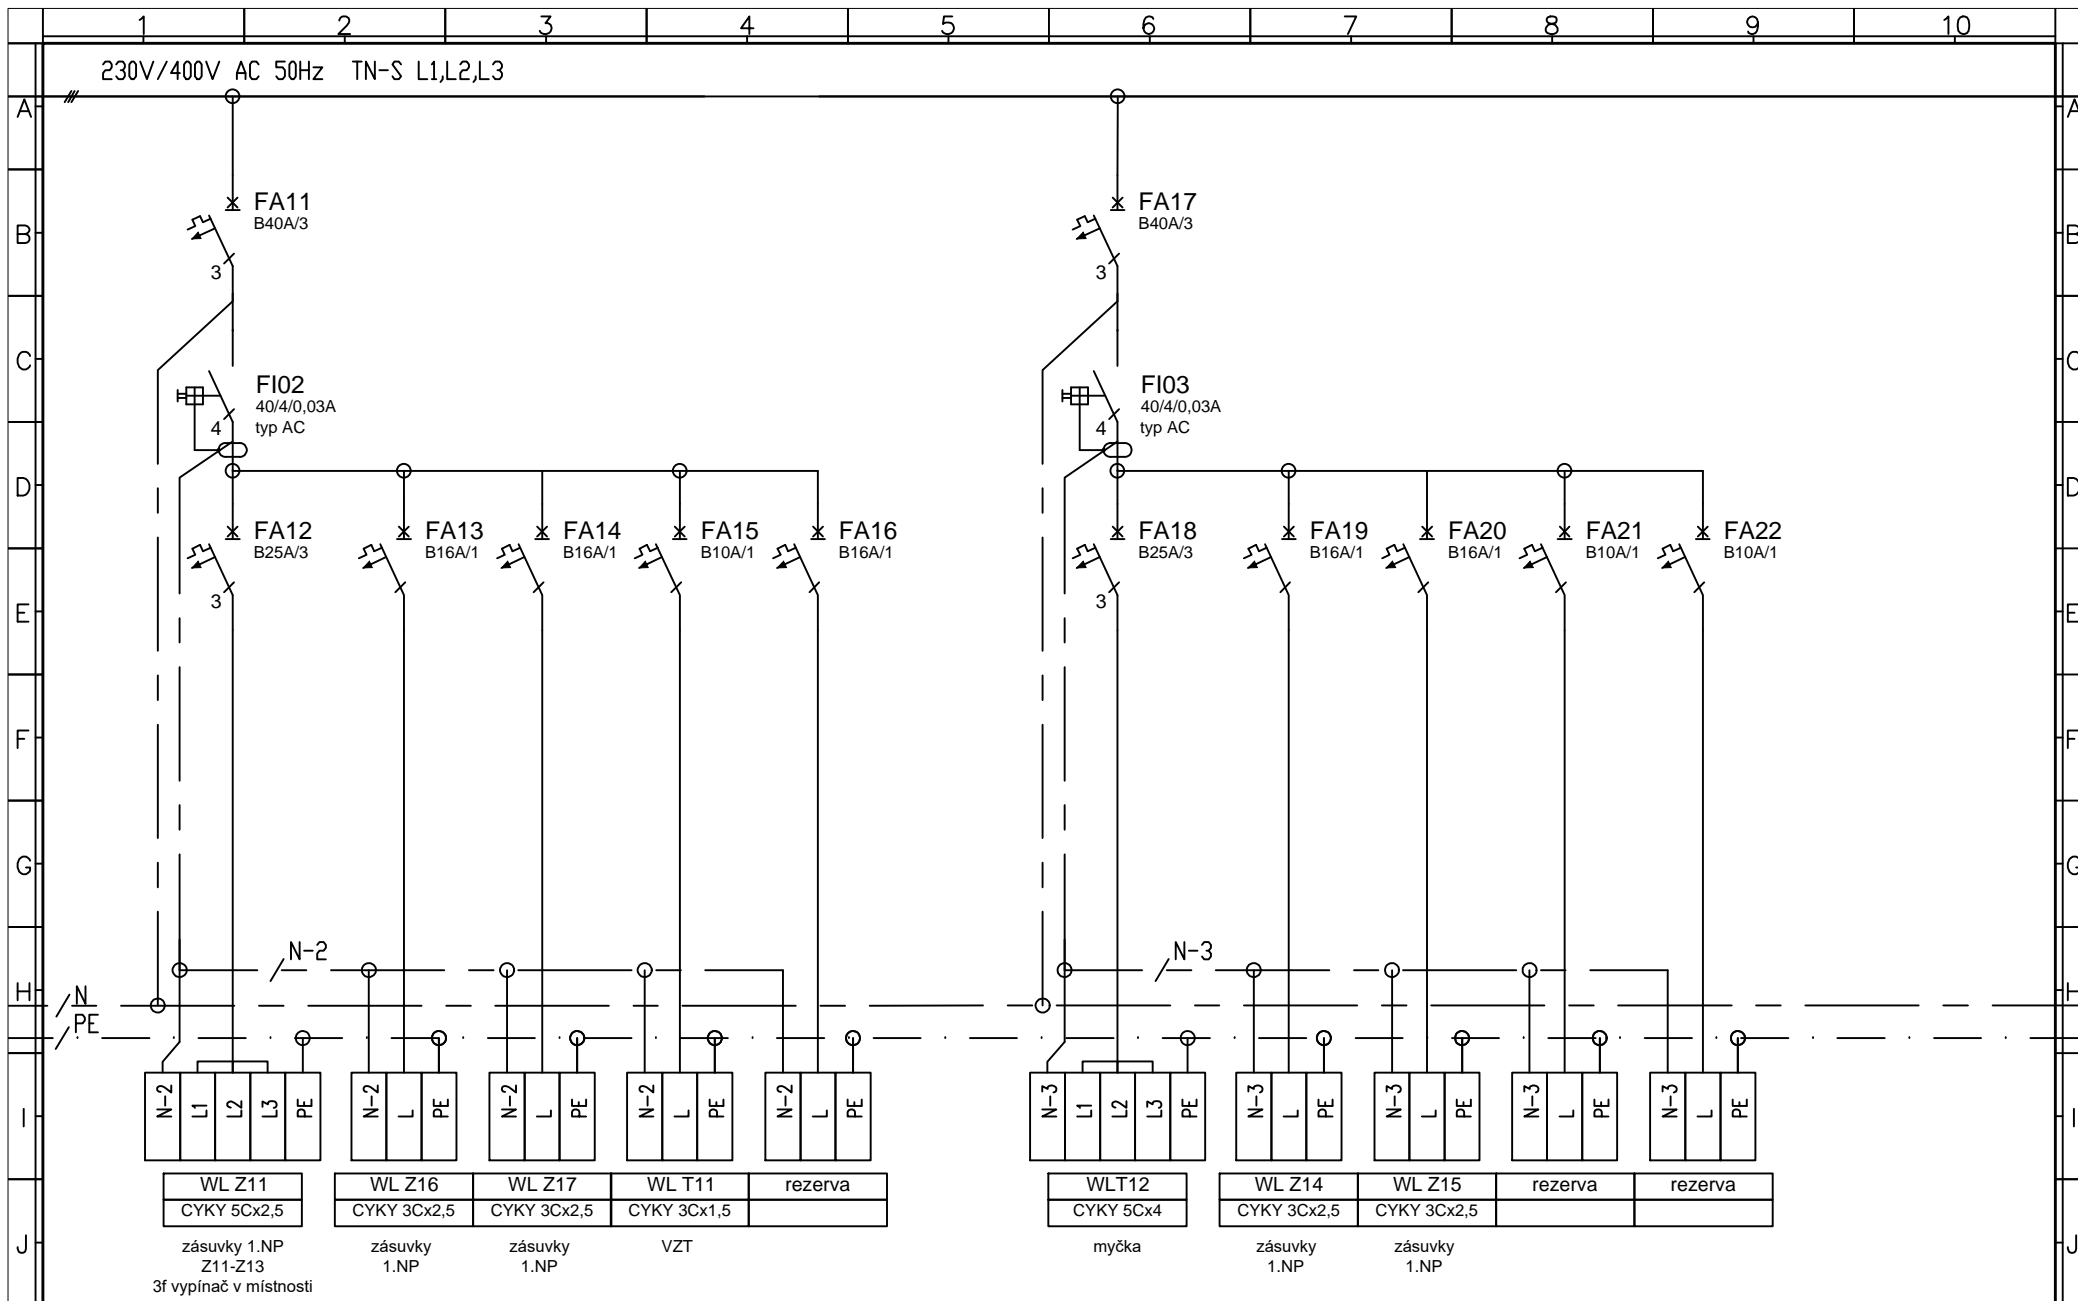 1 2 3 4 5 6 7 8 9 10
230V/400V AC 50Hz TN-S L1,L2,L3
A A
FA11
B40A/3
3
FA17
B40A/3
3
B B
C C
FI02
40/4/0,03A
typ AC
4
FI03
40/4/0,03A
typ AC
4
D D
FA12
B25A/3
3
FA13
B16A/1
FA14
B16A/1
FA15
B10A/1
FA16
B16A/1
FA18
B25A/3
3
FA19
B16A/1
FA20
B16A/1
FA21
B10A/1
FA22
B10A/1
E E
F F
G G
N-2
N-3
H H
N
PE
N-2 L1 L2 L3 PE
N-2 L PE
N-2 L PE
N-2 L PE
N-2 L PE
N-3 L1 L2 L3 PE
N-3 L PE
N-3 L PE
N-3 L PE
N-3 L PE
I I
WL Z11
CYKY 5Cx2,5
zásuvky 1.NP
Z11-Z13
3f vypínač v místnosti
WL Z16
CYKY 3Cx2,5
zásuvky
1.NP
WL Z17
CYKY 3Cx2,5
zásuvky
1.NP
WL T11
CYKY 3Cx1,5
VZT
rezerva
WLT12
CYKY 5Cx4
myčka
WL Z14
CYKY 3Cx2,5
zásuvky
1.NP
WL Z15
CYKY 3Cx2,5
zásuvky
1.NP
rezerva
rezerva
J J